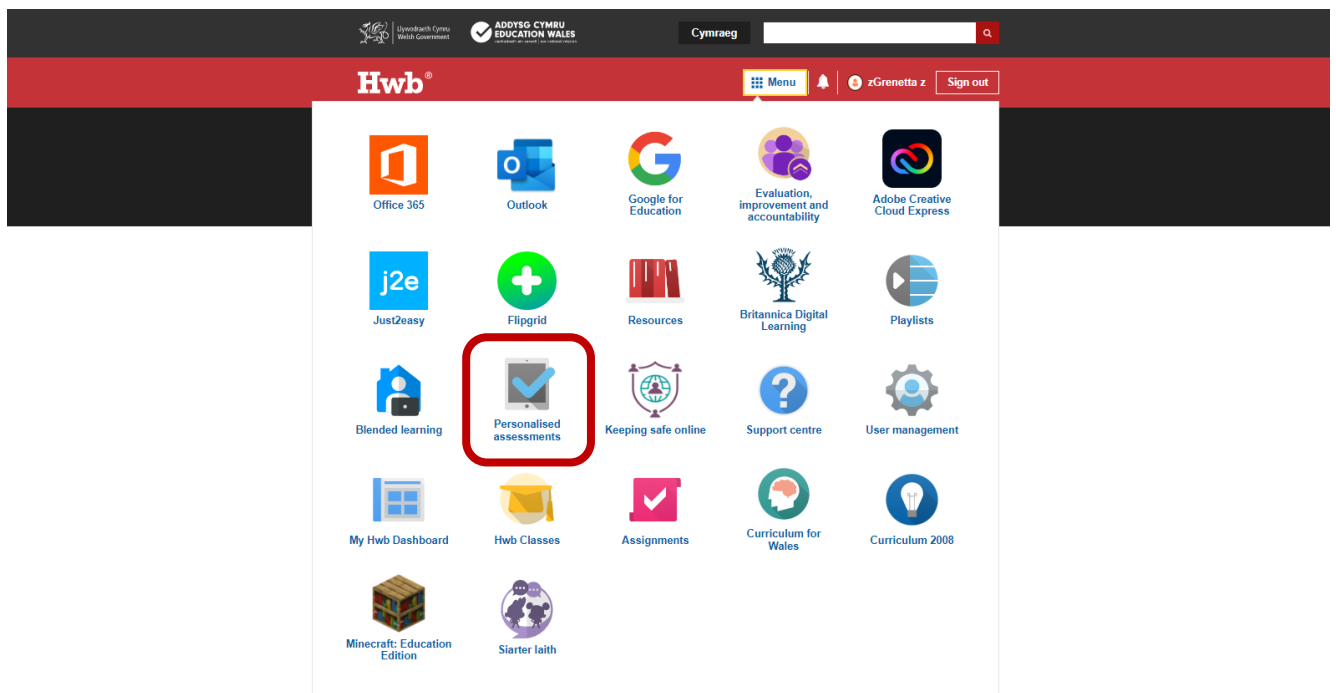 Llywodraeth Cymru
Welsh Government
ADDYSG CYMRU
EDUCATION WALES
Cymraeg
Hwb®
Menu
zGrenetta z
Sign out
Office 365
Outlook
Google for
Education
Evaluation,
improvement and
accountability
Adobe Creative
Cloud Express
j2e
Just2easy
Flipgrid
Resources
Britannica Digital
Learning
Playlists
Blended learning
Personalised
assessments
Keeping safe online
Support centre
User management
My Hwb Dashboard
Hwb Classes
Assignments
Curriculum for
Wales
Curriculum 2008
Minecraft: Education
Edition
Siarter Iaith